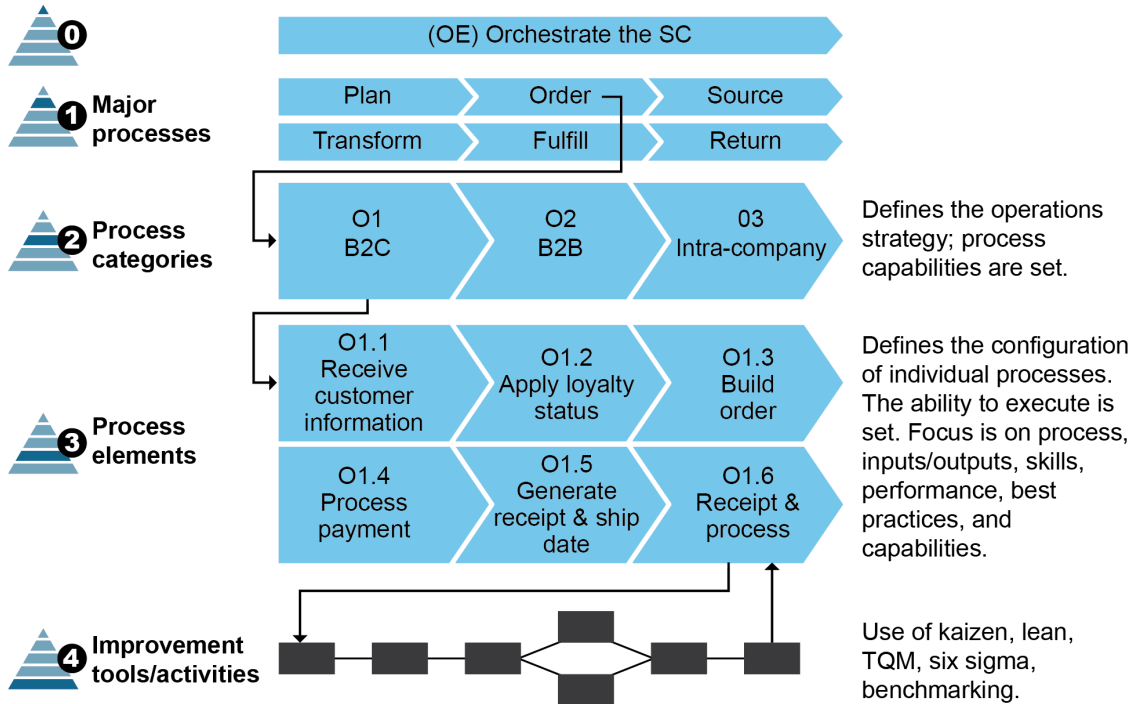 0
(OE) Orchestrate the SC
1
Major
processes
Plan
Order
Source
Transform
Fulfill
Return
2
Process
categories
O1
B2C
O2
B2B
03
Intra-company
Defines the operations
strategy; process
capabilities are set.
3
Process
elements
O1.1
Receive
customer
information
O1.2
Apply loyalty
status
O1.3
Build
order
O1.4
Process
payment
O1.5
Generate
receipt & ship
date
O1.6
Receipt &
process
Defines the configuration
of individual processes.
The ability to execute is
set. Focus is on process,
inputs/outputs, skills,
performance, best
practices, and
capabilities.
4
Improvement
tools/activities
Use of kaizen, lean,
TQM, six sigma,
benchmarking.